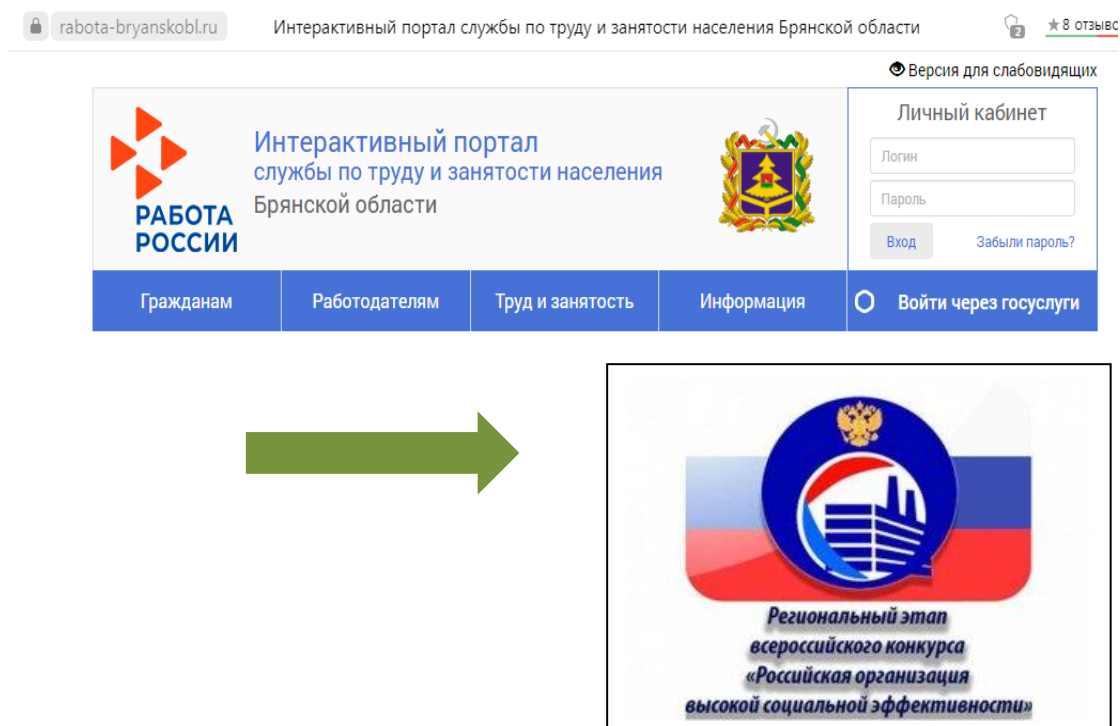 rabota-bryanskobl.ru Интерактивный портал службы по труду и занятости населения Брянской области 2 ★ 8 отзыво
Версия для слабовидящих
РАБОТА
РОССИИ
Интерактивный портал
службы по труду и занятости населения
Брянской области
Личный кабинет
Логин
Пароль
Вход Забыли пароль?
Гражданам Работодателям Труд и занятость Информация Войти через госуслуги
Региональный этап
всероссийского конкурса
«Российская организация
высокой социальной эффективности»